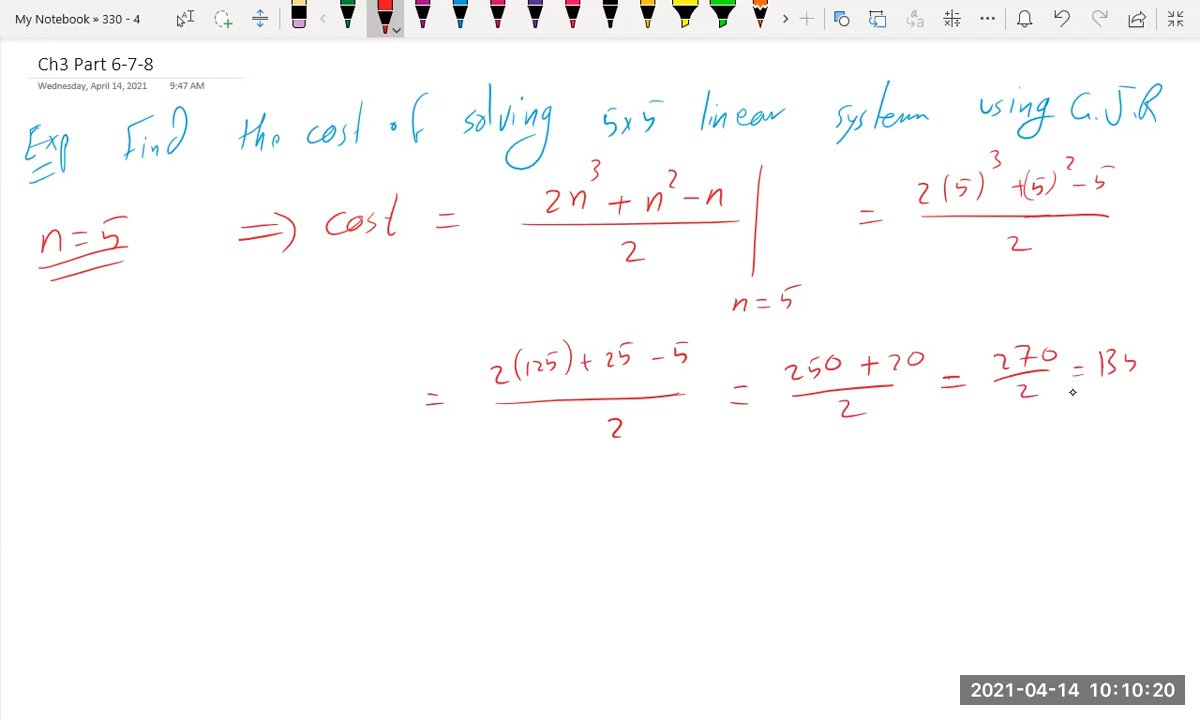 My Notebook » 330 - 4
Ch3 Part 6-7-8
Wednesday, April 14, 2021 9:47 AM
Exp Find the cost of solving 5x5 linear system using G.J.R
n=5 ⇒ cost = (2n³ + n² - n)/2 | n=5 = (2(5)³ + (5)² - 5)/2
= (2(125) + 25 - 5)/2 = (250 + 20)/2 = 270/2 = 135
2021-04-14 10:10:20